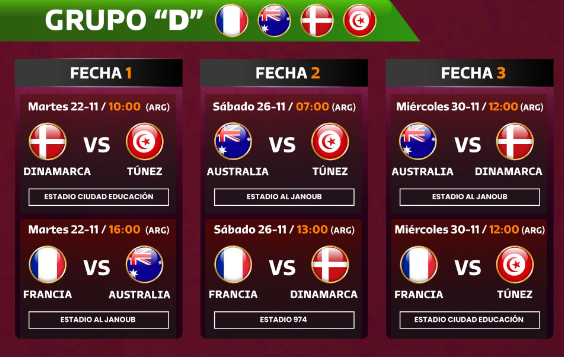 GRUPO “D”
FECHA 1
Martes 22-11 / 10:00 (ARG)
VS
DINAMARCA TÚNEZ
ESTADIO CIUDAD EDUCACIÓN
Martes 22-11 / 16:00 (ARG)
VS
FRANCIA AUSTRALIA
ESTADIO AL JANOUB
FECHA 2
Sábado 26-11 / 07:00 (ARG)
VS
AUSTRALIA TÚNEZ
ESTADIO AL JANOUB
Sábado 26-11 / 13:00 (ARG)
VS
FRANCIA DINAMARCA
ESTADIO 974
FECHA 3
Miércoles 30-11 / 12:00 (ARG)
VS
AUSTRALIA DINAMARCA
ESTADIO AL JANOUB
Miércoles 30-11 / 12:00 (ARG)
VS
FRANCIA TÚNEZ
ESTADIO CIUDAD EDUCACIÓN